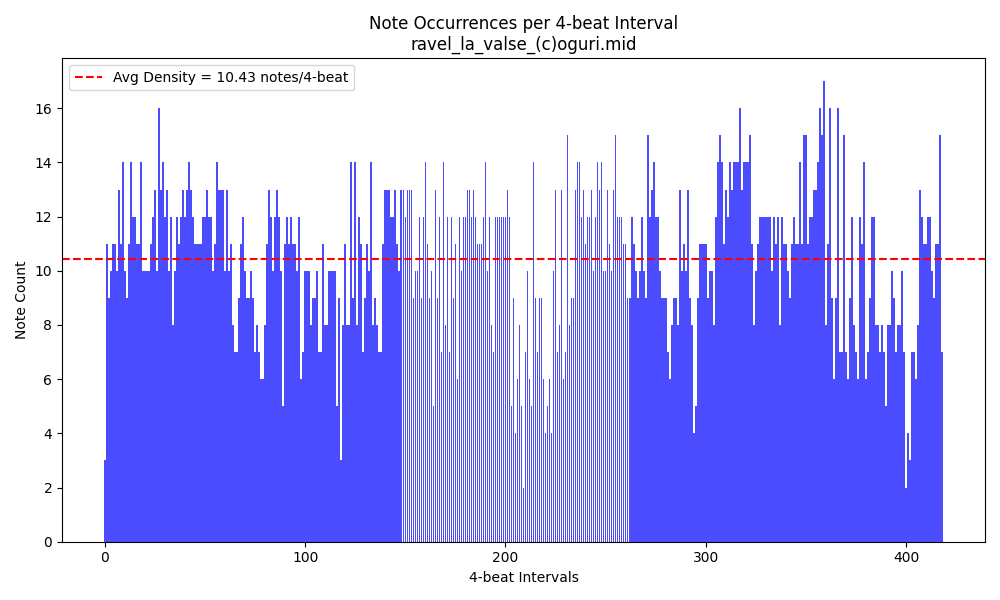 Note Occurrences per 4-beat Interval
ravel_la_valse_(c)oguri.mid
Avg Density = 10.43 notes/4-beat
Note Count
16
14
12
10
8
6
4
2
0
0 100 200 300 400
4-beat Intervals